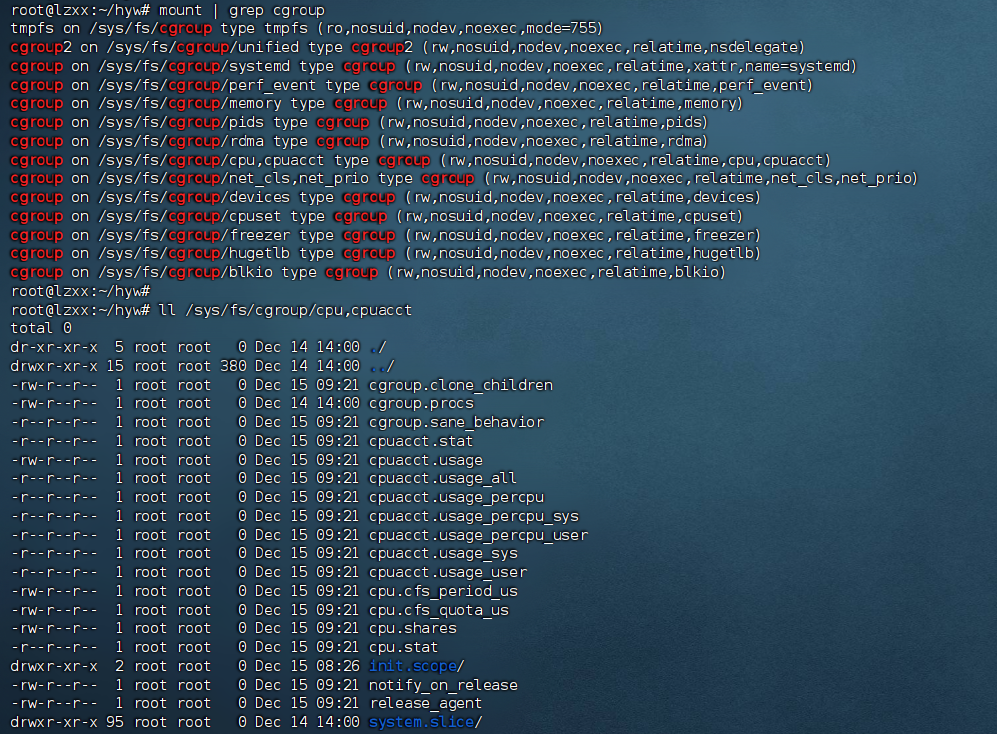 root@lzxx:~/hyw# mount | grep cgroup
tmpfs on /sys/fs/cgroup type tmpfs (ro,nosuid,nodev,noexec,mode=755)
cgroup2 on /sys/fs/cgroup/unified type cgroup2 (rw,nosuid,nodev,noexec,relatime,nsdelegate)
cgroup on /sys/fs/cgroup/systemd type cgroup (rw,nosuid,nodev,noexec,relatime,xattr,name=systemd)
cgroup on /sys/fs/cgroup/perf_event type cgroup (rw,nosuid,nodev,noexec,relatime,perf_event)
cgroup on /sys/fs/cgroup/memory type cgroup (rw,nosuid,nodev,noexec,relatime,memory)
cgroup on /sys/fs/cgroup/pids type cgroup (rw,nosuid,nodev,noexec,relatime,pids)
cgroup on /sys/fs/cgroup/rdma type cgroup (rw,nosuid,nodev,noexec,relatime,rdma)
cgroup on /sys/fs/cgroup/cpu,cpuacct type cgroup (rw,nosuid,nodev,noexec,relatime,cpu,cpuacct)
cgroup on /sys/fs/cgroup/net_cls,net_prio type cgroup (rw,nosuid,nodev,noexec,relatime,net_cls,net_prio)
cgroup on /sys/fs/cgroup/devices type cgroup (rw,nosuid,nodev,noexec,relatime,devices)
cgroup on /sys/fs/cgroup/cpuset type cgroup (rw,nosuid,nodev,noexec,relatime,cpuset)
cgroup on /sys/fs/cgroup/freezer type cgroup (rw,nosuid,nodev,noexec,relatime,freezer)
cgroup on /sys/fs/cgroup/hugetlb type cgroup (rw,nosuid,nodev,noexec,relatime,hugetlb)
cgroup on /sys/fs/cgroup/blkio type cgroup (rw,nosuid,nodev,noexec,relatime,blkio)
root@lzxx:~/hyw#
root@lzxx:~/hyw# ll /sys/fs/cgroup/cpu,cpuacct
total 0
dr-xr-xr-x  5 root root   0 Dec 14 14:00 ./
drwxr-xr-x 15 root root 380 Dec 14 14:00 ../
-rw-r--r--  1 root root   0 Dec 15 09:21 cgroup.clone_children
-rw-r--r--  1 root root   0 Dec 14 14:00 cgroup.procs
-r--r--r--  1 root root   0 Dec 15 09:21 cgroup.sane_behavior
-r--r--r--  1 root root   0 Dec 15 09:21 cpuacct.stat
-rw-r--r--  1 root root   0 Dec 15 09:21 cpuacct.usage
-r--r--r--  1 root root   0 Dec 15 09:21 cpuacct.usage_all
-r--r--r--  1 root root   0 Dec 15 09:21 cpuacct.usage_percpu
-r--r--r--  1 root root   0 Dec 15 09:21 cpuacct.usage_percpu_sys
-r--r--r--  1 root root   0 Dec 15 09:21 cpuacct.usage_percpu_user
-r--r--r--  1 root root   0 Dec 15 09:21 cpuacct.usage_sys
-r--r--r--  1 root root   0 Dec 15 09:21 cpuacct.usage_user
-rw-r--r--  1 root root   0 Dec 15 09:21 cpu.cfs_period_us
-rw-r--r--  1 root root   0 Dec 15 09:21 cpu.cfs_quota_us
-rw-r--r--  1 root root   0 Dec 15 09:21 cpu.shares
-r--r--r--  1 root root   0 Dec 15 09:21 cpu.stat
drwxr-xr-x  2 root root   0 Dec 15 08:26 init.scope/
-rw-r--r--  1 root root   0 Dec 15 09:21 notify_on_release
-rw-r--r--  1 root root   0 Dec 15 09:21 release_agent
drwxr-xr-x 95 root root   0 Dec 14 14:00 system.slice/